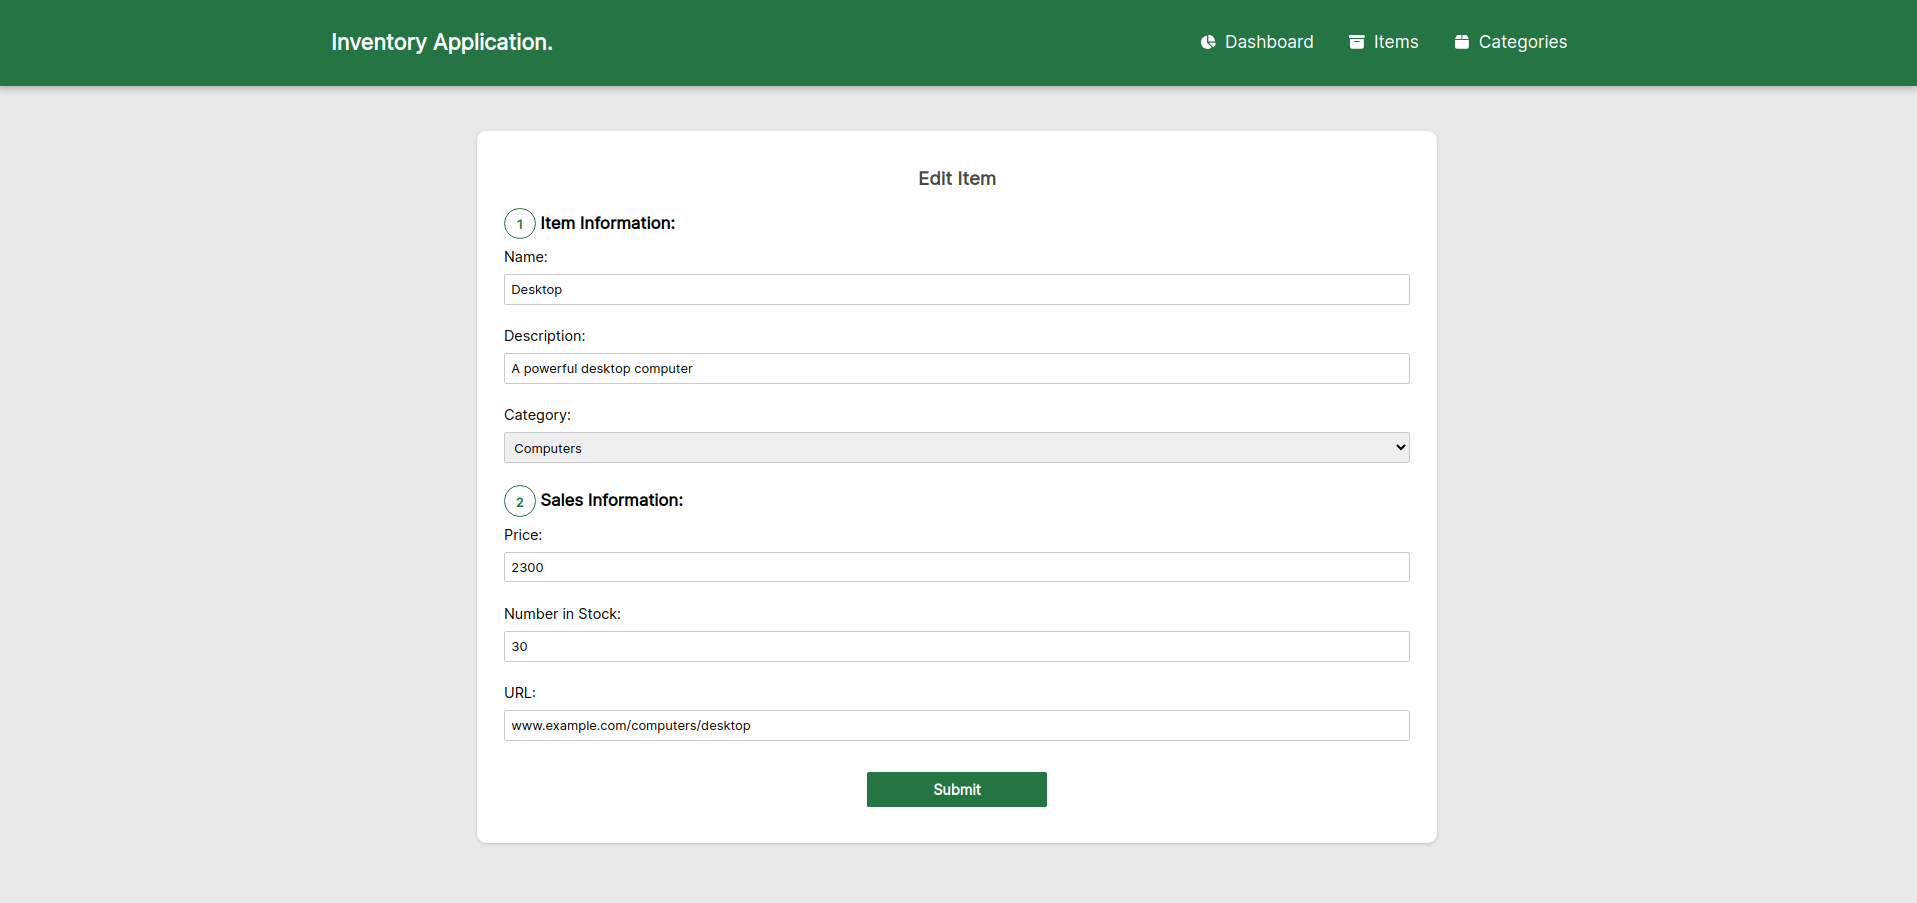 Inventory Application.
Dashboard
Items
Categories
Edit Item
1 Item Information:
Name:
Desktop
Description:
A powerful desktop computer
Category:
Computers
2 Sales Information:
Price:
2300
Number in Stock:
30
URL:
www.example.com/computers/desktop
Submit